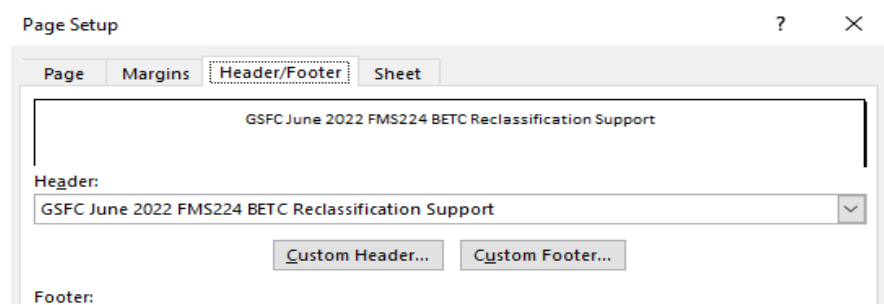 Page Setup ? ×
Page Margins Header/Footer Sheet
GSFC June 2022 FMS224 BETC Reclassification Support
Header:
GSFC June 2022 FMS224 BETC Reclassification Support
Custom Header... Custom Footer...
Footer: